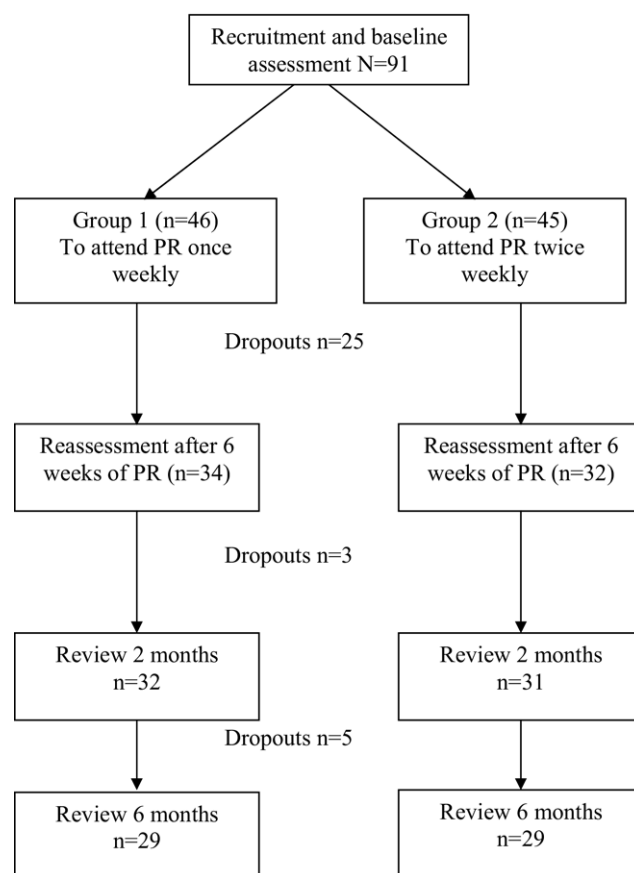 Recruitment and baseline
assessment N=91
Group 1 (n=46)
To attend PR once
weekly
Group 2 (n=45)
To attend PR twice
weekly
Dropouts n=25
Reassessment after 6
weeks of PR (n=34)
Reassessment after 6
weeks of PR (n=32)
Dropouts n=3
Review 2 months
n=32
Review 2 months
n=31
Dropouts n=5
Review 6 months
n=29
Review 6 months
n=29